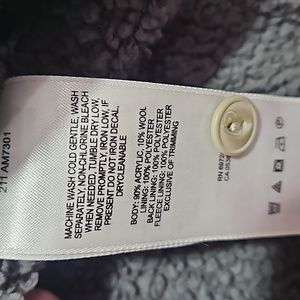 211 AM7301
MACHINE WASH COLD GENTLE, WASH
SEPARATELY, NON-CHLORINE BLEACH
WHEN NEEDED, TUMBLE DRY LOW,
REMOVE PROMPTLY, IRON LOW, IF
PRESENT DO NOT IRON DECAL,
DRYCLEANABLE
BODY: 90% ACRYLIC, 10% WOOL
LINING: 100% POLYESTER
BACK LINING: 100% POLYESTER
FLEECE LINING: 100% POLYESTER
EXCLUSIVE OF TRIMMING
RN
CA